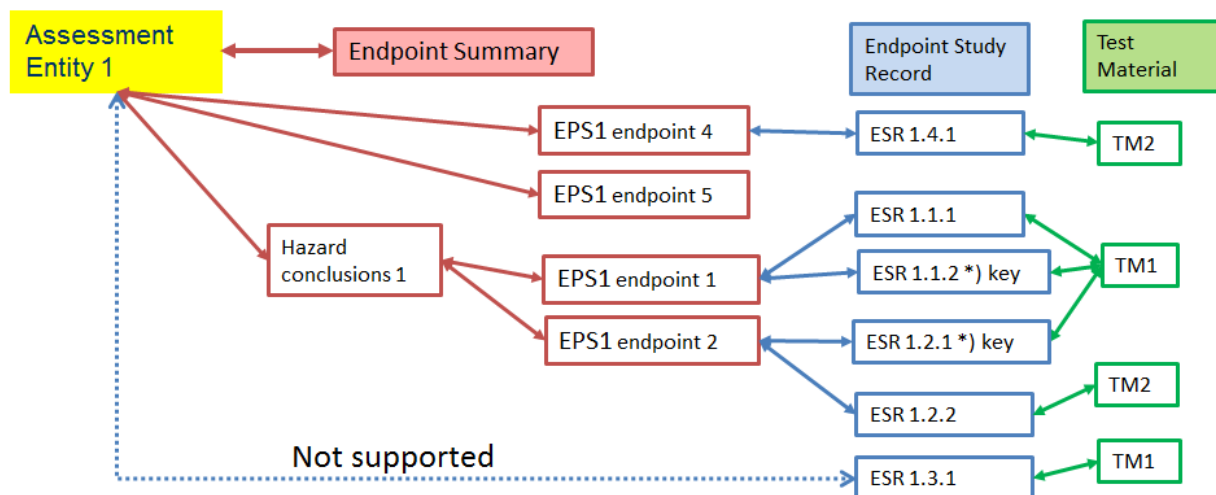 Assessment
Entity 1
Endpoint Summary
Endpoint Study
Record
Test
Material
EPS1 endpoint 4
ESR 1.4.1
TM2
EPS1 endpoint 5
ESR 1.1.1
Hazard
conclusions 1
EPS1 endpoint 1
ESR 1.1.2 *) key
TM1
EPS1 endpoint 2
ESR 1.2.1 *) key
TM2
ESR 1.2.2
Not supported
ESR 1.3.1
TM1